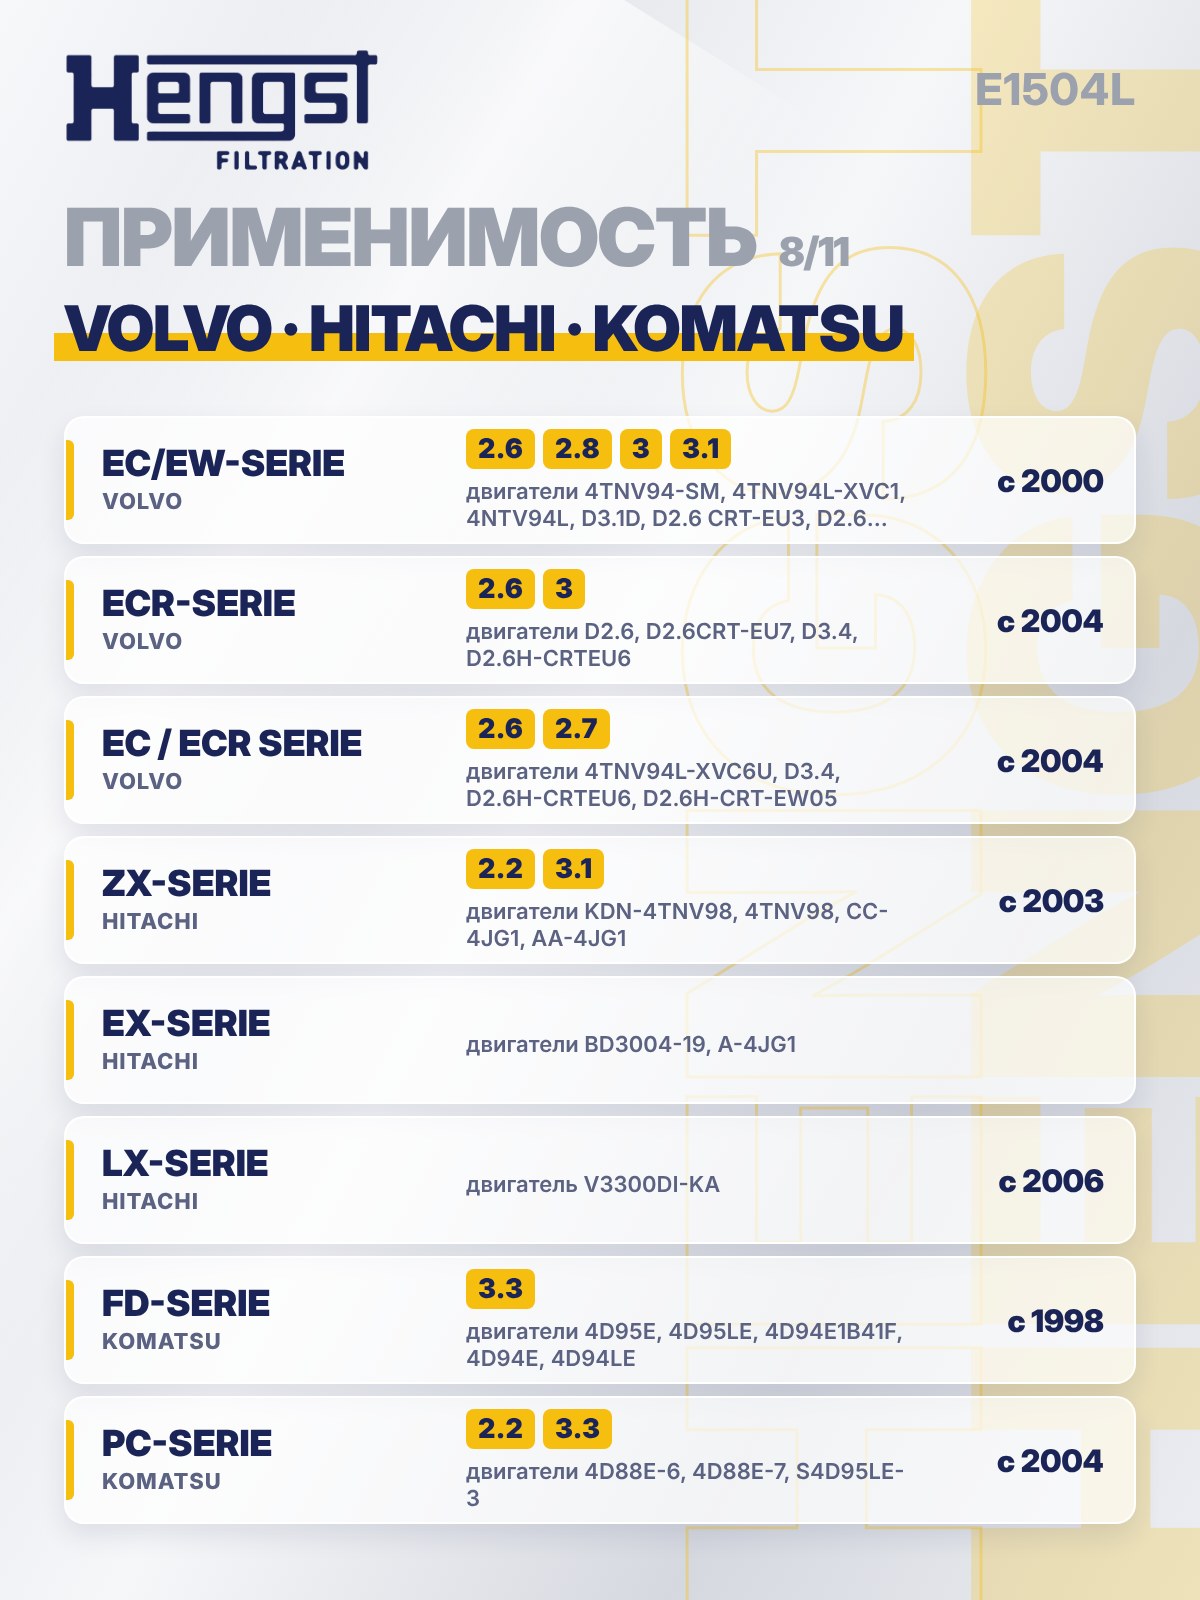 Hengst
FILTRATION
E1504L
ПРИМЕНИМОСТЬ 8/11
VOLVO · HITACHI · KOMATSU
EC/EW-SERIE
VOLVO
2.6 2.8 3 3.1
двигатели 4TNV94-SM, 4TNV94L-XVC1,
4NTV94L, D3.1D, D2.6 CRT-EU3, D2.6...
с 2000
ECR-SERIE
VOLVO
2.6 3
двигатели D2.6, D2.6CRT-EU7, D3.4,
D2.6H-CRTEU6
с 2004
EC / ECR SERIE
VOLVO
2.6 2.7
двигатели 4TNV94L-XVC6U, D3.4,
D2.6H-CRTEU6, D2.6H-CRT-EW05
с 2004
ZX-SERIE
HITACHI
2.2 3.1
двигатели KDN-4TNV98, 4TNV98, CC-
4JG1, AA-4JG1
с 2003
EX-SERIE
HITACHI
двигатели BD3004-19, A-4JG1
LX-SERIE
HITACHI
двигатель V3300DI-KA
с 2006
FD-SERIE
KOMATSU
3.3
двигатели 4D95E, 4D95LE, 4D94E1B41F,
4D94E, 4D94LE
с 1998
PC-SERIE
KOMATSU
2.2 3.3
двигатели 4D88E-6, 4D88E-7, S4D95LE-
3
с 2004
HENGST